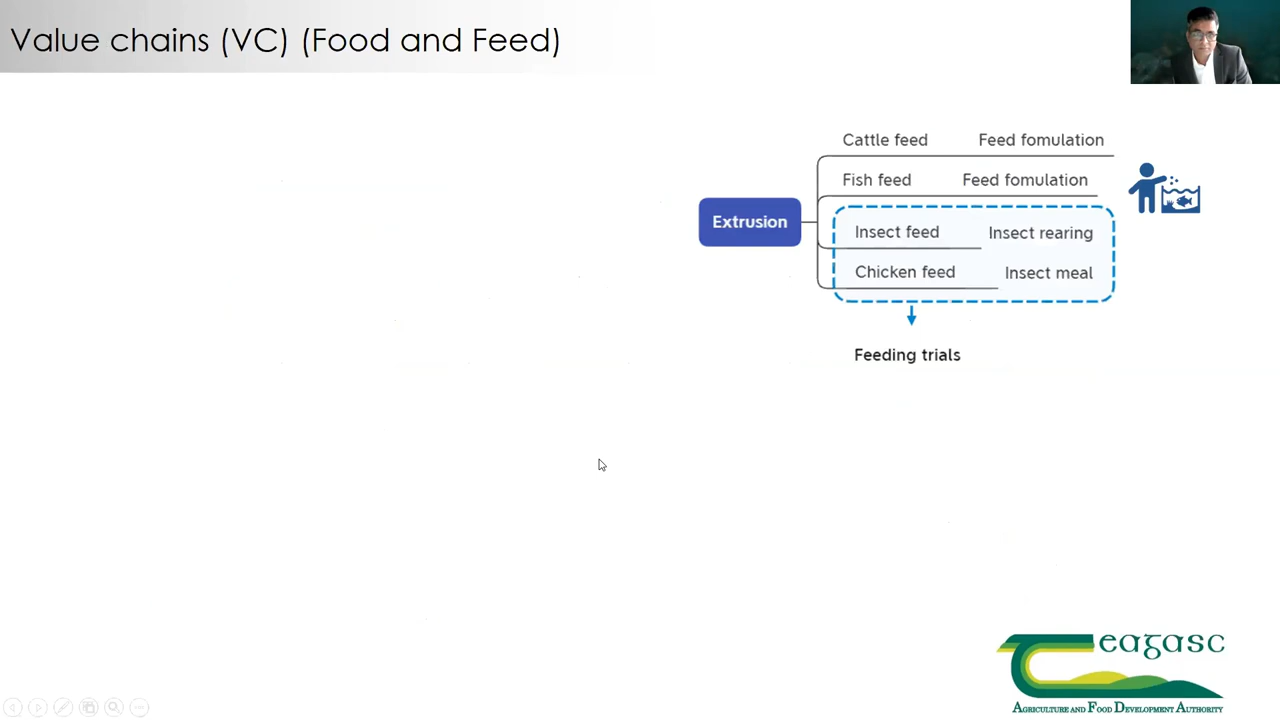 Value chains (VC) (Food and Feed)
Cattle feed Feed fomulation
Fish feed Feed fomulation
Extrusion
Insect feed Insect rearing
Chicken feed Insect meal
Feeding trials
eagasc
AGRICULTURE AND FOOD DEVELOPMENT AUTHORITY